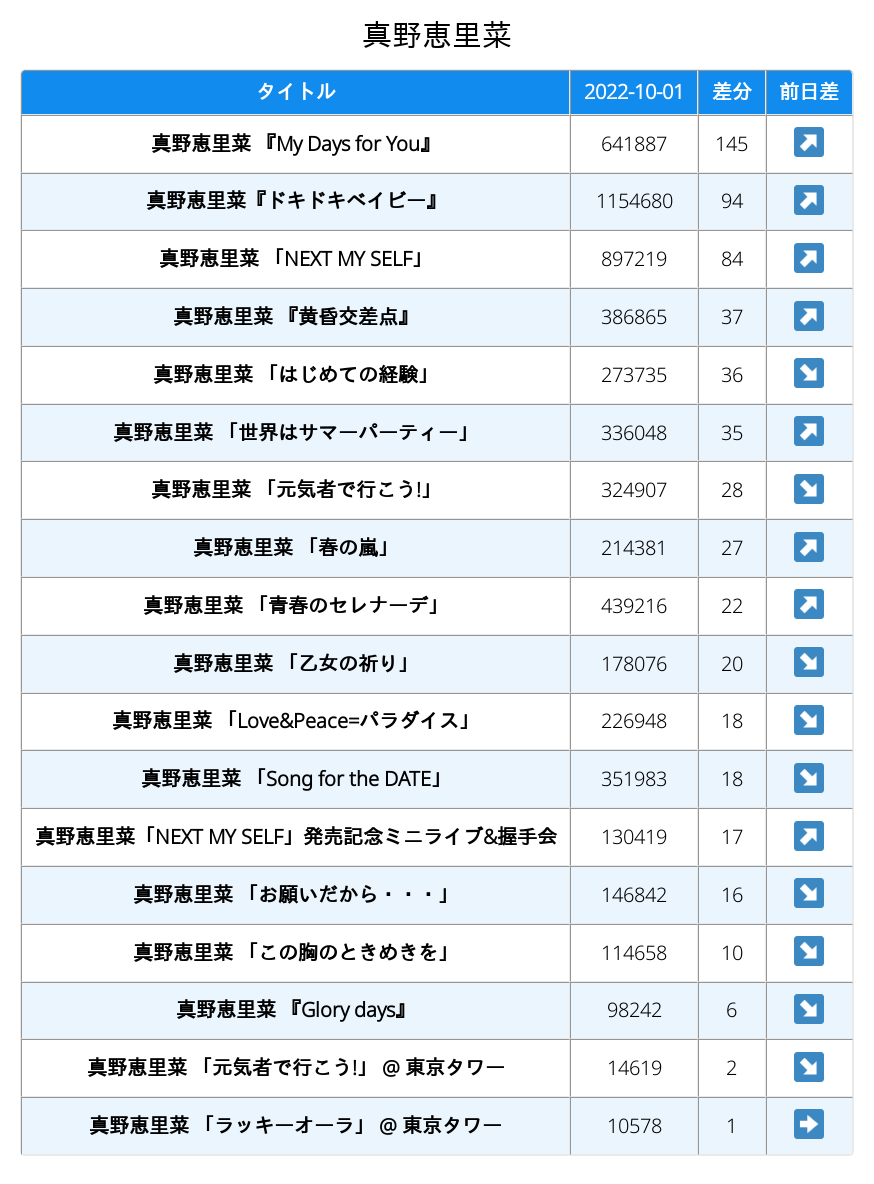 真野恵里菜
タイトル 2022-10-01 差分 前日差
真野恵里菜 『My Days for You』 641887 145 ↗
真野恵里菜『ドキドキベイビー』 1154680 94 ↗
真野恵里菜 「NEXT MY SELF」 897219 84 ↗
真野恵里菜 『黄昏交差点』 386865 37 ↗
真野恵里菜 「はじめての経験」 273735 36 ↘
真野恵里菜 「世界はサマーパーティー」 336048 35 ↗
真野恵里菜 「元気者で行こう!」 324907 28 ↘
真野恵里菜 「春の嵐」 214381 27 ↗
真野恵里菜 「青春のセレナーデ」 439216 22 ↗
真野恵里菜 「乙女の祈り」 178076 20 ↘
真野恵里菜 「Love&Peace=パラダイス」 226948 18 ↘
真野恵里菜 「Song for the DATE」 351983 18 ↘
真野恵里菜「NEXT MY SELF」発売記念ミニライブ&握手会 130419 17 ↗
真野恵里菜 「お願いだから・・・」 146842 16 ↘
真野恵里菜 「この胸のときめきを」 114658 10 ↘
真野恵里菜 『Glory days』 98242 6 ↘
真野恵里菜 「元気者で行こう!」 @ 東京タワー 14619 2 ↘
真野恵里菜 「ラッキーオーラ」 @ 東京タワー 10578 1 ➡